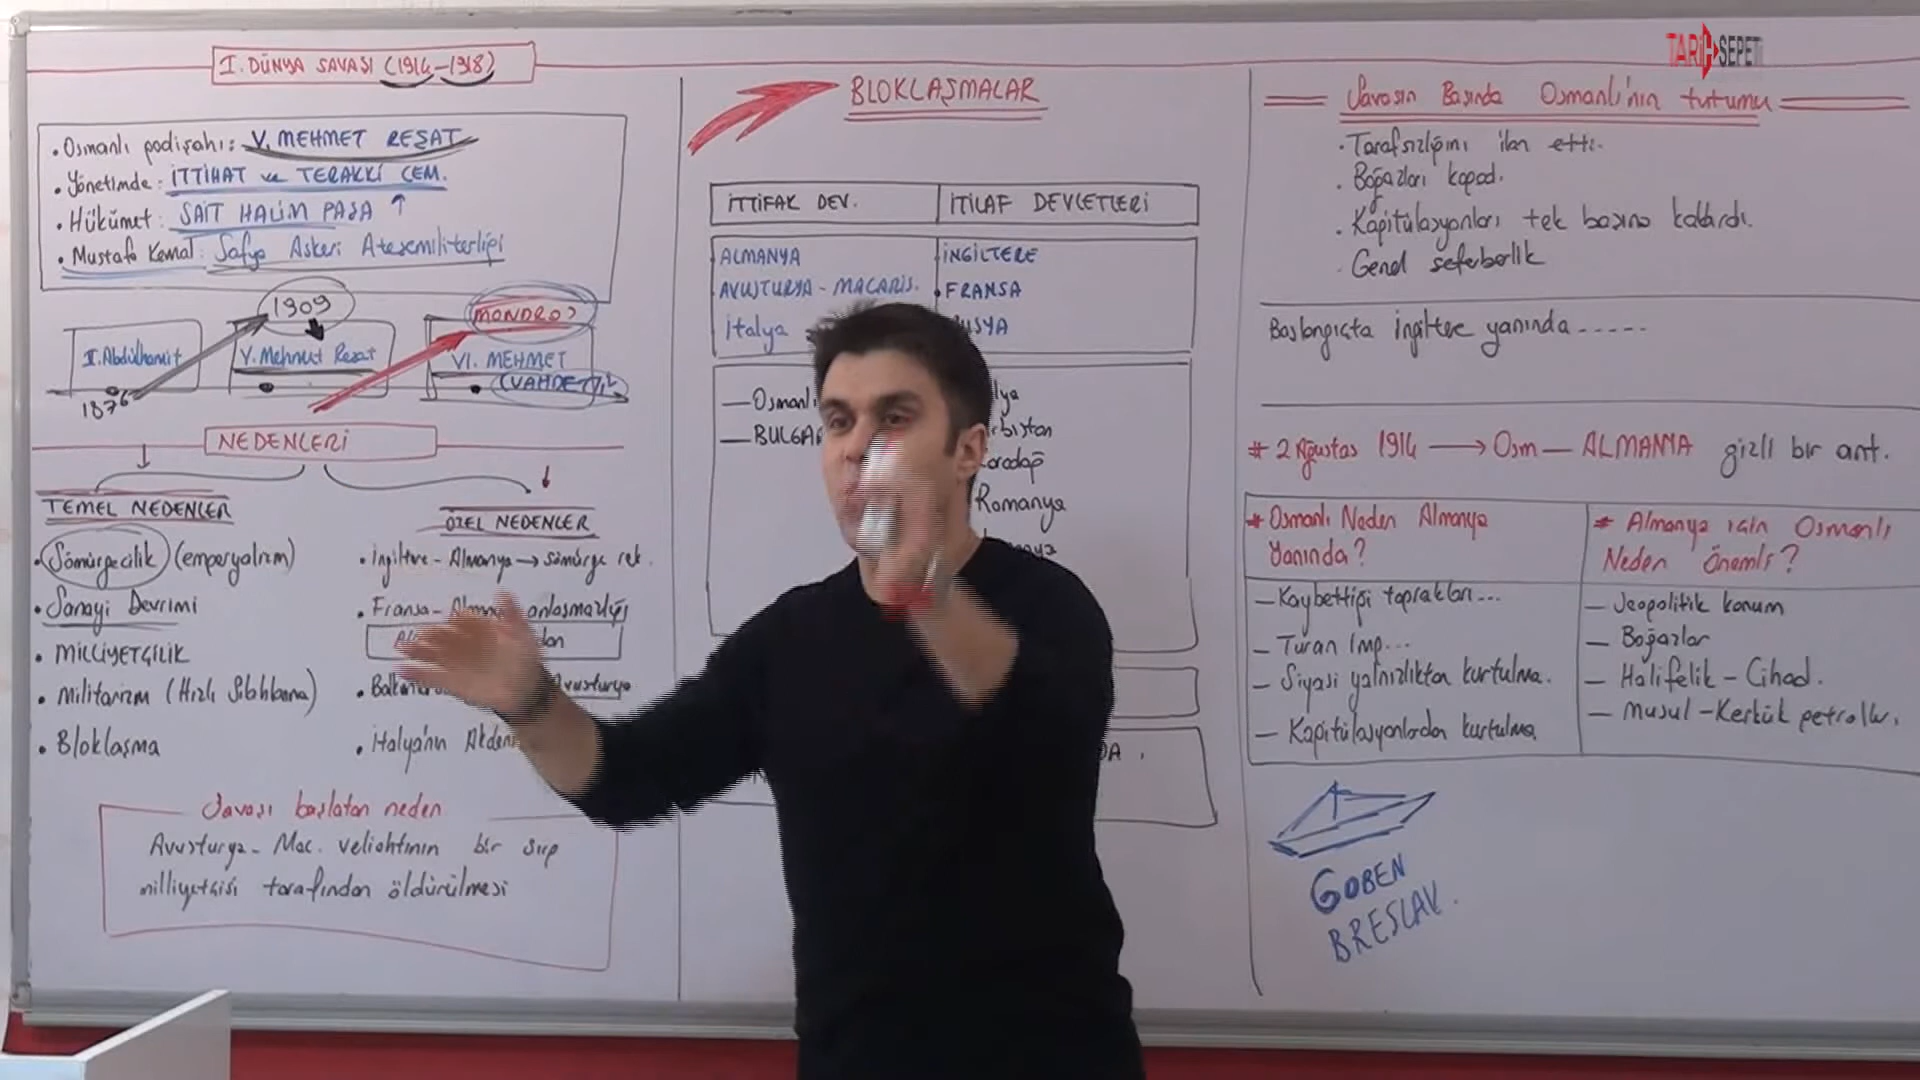 TARİH SEPETİ
I. DÜNYA SAVAŞI (1914-1918)
• Osmanlı padişahı: V. MEHMET REŞAT
• Yönetimde: İTTİHAT ve TERAKKİ CEM.
• Hükümet: SAİT HALİM PAŞA ↑
• Mustafa Kemal: Sofya Askeri Ateşemiliterliği
1909
MONDROS
II. Abdülhamit
V. Mehmet Reşat
VI. MEHMET
(VAHDETTİN)
1876
NEDENLERİ
TEMEL NEDENLER
• Sömürgecilik (emperyalizm)
• Sanayi Devrimi
• MİLLİYETÇİLİK
• Militarizm (Hızlı Silahlanma)
• Bloklaşma
ÖZEL NEDENLER
• İngiltere - Almanya → sömürge rek.
• Fransa - anlaşmazlığı
Avusturya
• İtalya'nın
Savaşı başlatan neden
Avusturya - Mac. veliahtının bir sırp
milliyetçisi tarafından öldürülmesi
BLOKLAŞMALAR
İTTİFAK DEV.
ALMANYA
AVUSTURYA - MACARİS.
İtalya
— Osmanlı
İTİLAF DEVLETLERİ
İNGİLTERE
• FRANSA
Romanya
Savaşın Başında Osmanlı'nın tutumu
• Tarafsızlığını ilan etti.
• Boğazları kapad.
• Kapitülasyonları tek başına kaldırdı.
• Genel seferberlik
Başlangıçta İngiltere yanında .....
# 2 Ağustos 1914 → Osm — ALMANYA gizli bir ant.
* Osmanlı Neden Almanya
Yanında?
— Kaybettiği toprakları...
— Turan İmp...
— Siyasi yalnızlıktan kurtulma.
— Kapitülasyonlardan kurtulma
* Almanya için Osmanlı
Neden Önemli?
— Jeopolitik konum
— Boğazlar
— Halifelik - Cihad.
— Musul - Kerkük petroller.
GOBEN
BRESLAV.